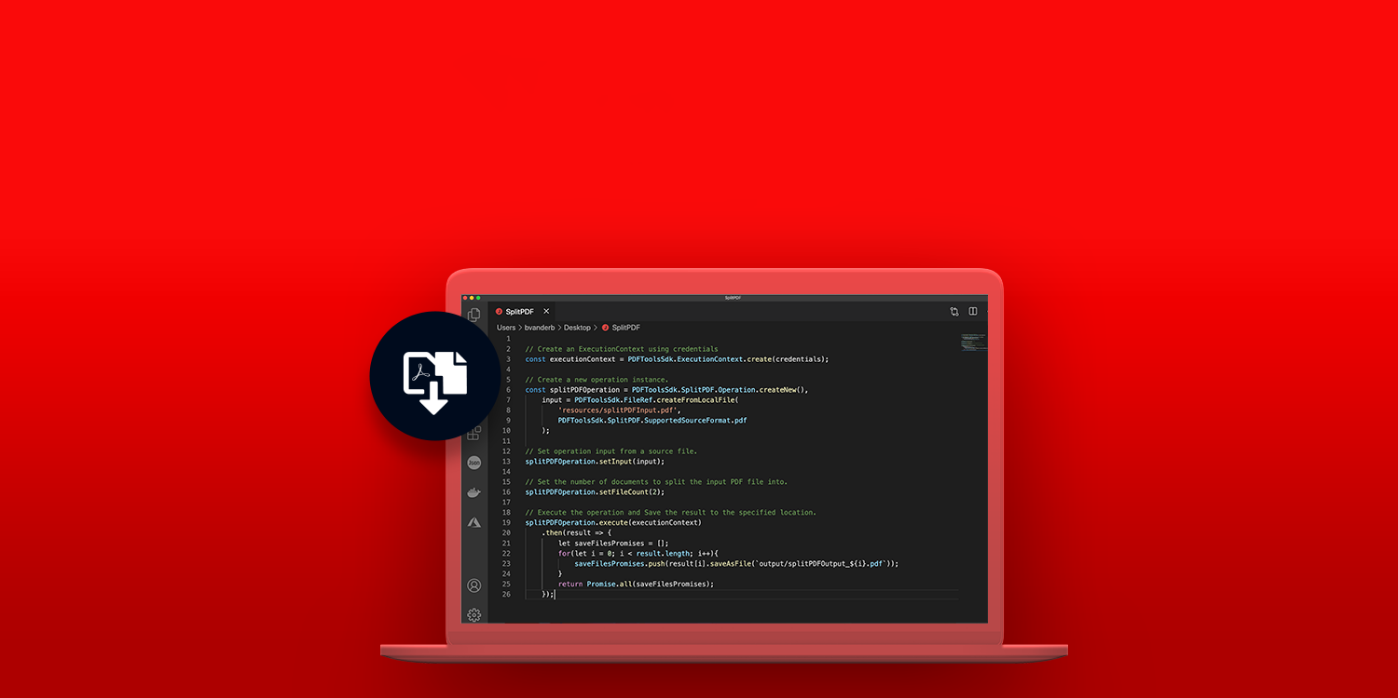 SplitPDF
SplitPDF
Users > bvanderb > Desktop > SplitPDF
1
2 // Create an ExecutionContext using credentials
3 const executionContext = PDFToolsSdk.ExecutionContext.create(credentials);
4
5 // Create a new operation instance.
6 const splitPDFOperation = PDFToolsSdk.SplitPDF.Operation.createNew(),
7 input = PDFToolsSdk.FileRef.createFromLocalFile(
8 'resources/splitPDFInput.pdf',
9 PDFToolsSdk.SplitPDF.SupportedSourceFormat.pdf
10 );
11
12 // Set operation input from a source file.
13 splitPDFOperation.setInput(input);
14
15 // Set the number of documents to split the input PDF file into.
16 splitPDFOperation.setFileCount(2);
17
18 // Execute the operation and Save the result to the specified location.
19 splitPDFOperation.execute(executionContext)
20 .then(result => {
21 let saveFilesPromises = [];
22 for(let i = 0; i < result.length; i++){
23 saveFilesPromises.push(result[i].saveAsFile(`output/splitPDFOutput_${i}.pdf`));
24 }
25 return Promise.all(saveFilesPromises);
26 });